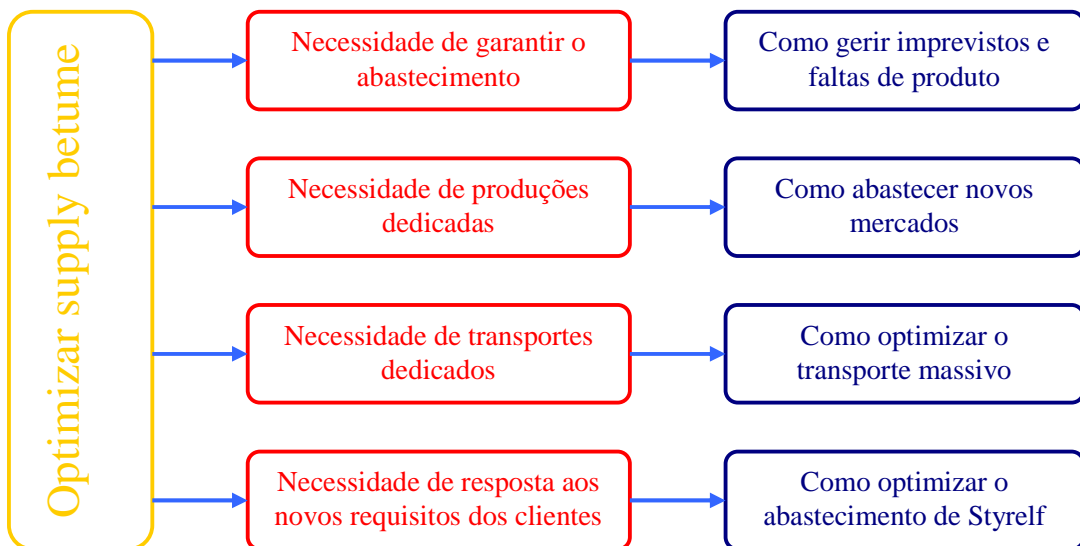 Optimizar supply betume
Necessidade de garantir o
abastecimento
Como gerir imprevistos e
faltas de produto
Necessidade de produções
dedicadas
Como abastecer novos
mercados
Necessidade de transportes
dedicados
Como optimizar o
transporte massivo
Necessidade de resposta aos
novos requisitos dos clientes
Como optimizar o
abastecimento de Styrelf